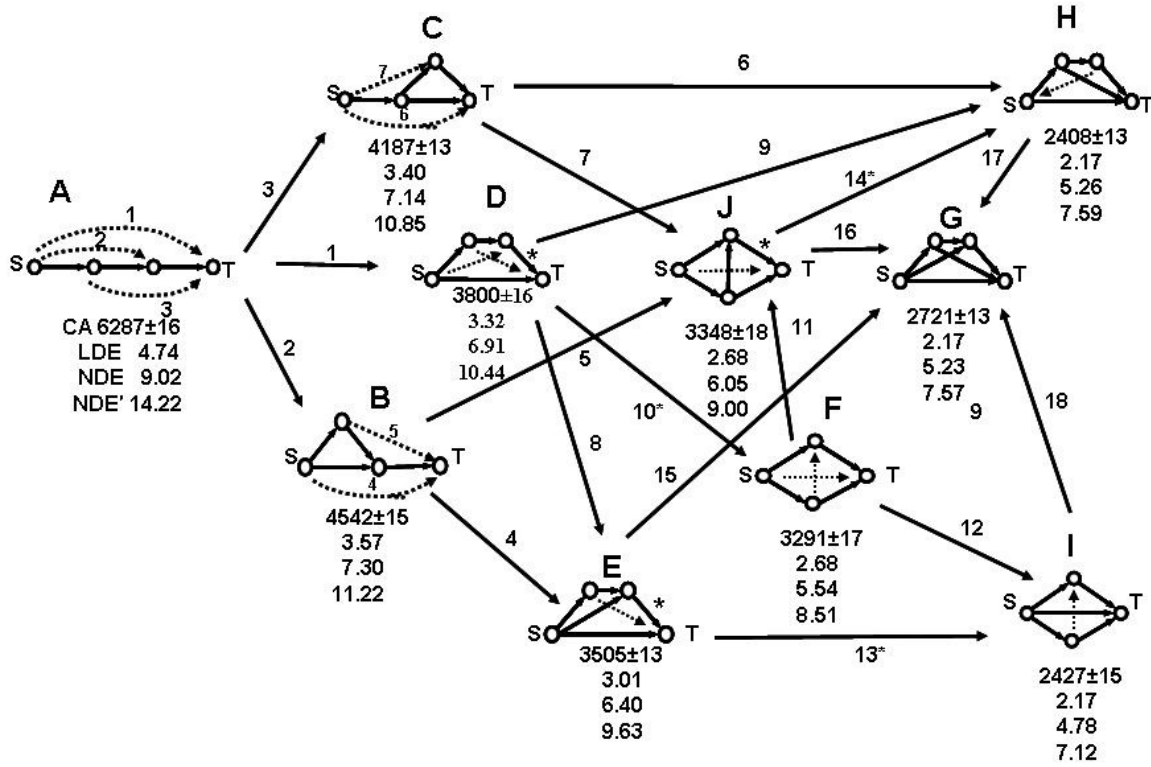 H
C
7
S
T
6
6
S
T
4187±13
3.40
7.14
10.85
3
9
7
14*
17
2408±13
2.17
5.26
7.59
A
1
2
S
T
3
CA 6287±16
LDE 4.74
NDE 9.02
NDE' 14.22
1
D
*
S
T
3800±16
3.32
6.91
10.44
J
*
S
T
3348±18
2.68
6.05
9.00
16
G
S
T
2721±13
2.17
5.23
7.57
9
2
5
11
B
5
S
T
4
4542±15
3.57
7.30
11.22
10*
8
15
F
S
T
3291±17
2.68
5.54
8.51
18
4
12
E
*
S
T
3505±13
3.01
6.40
9.63
13*
I
S
T
2427±15
2.17
4.78
7.12